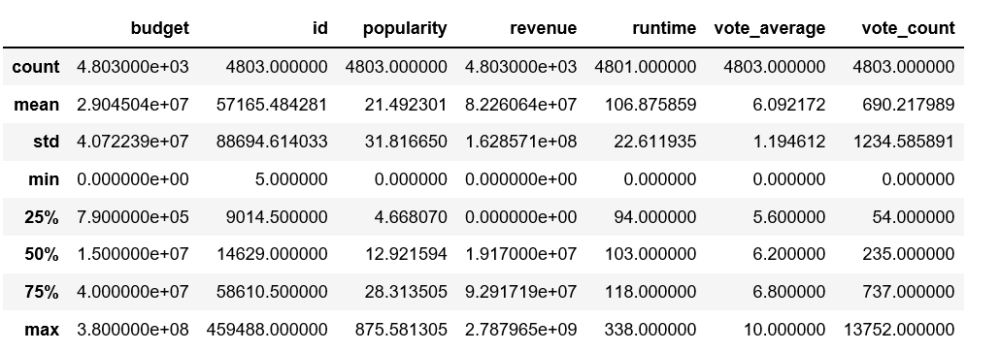 budget id popularity revenue runtime vote_average vote_count
count 4.803000e+03 4803.000000 4803.000000 4.803000e+03 4801.000000 4803.000000 4803.000000
mean 2.904504e+07 57165.484281 21.492301 8.226064e+07 106.875859 6.092172 690.217989
std 4.072239e+07 88694.614033 31.816650 1.628571e+08 22.611935 1.194612 1234.585891
min 0.000000e+00 5.000000 0.000000 0.000000e+00 0.000000 0.000000 0.000000
25% 7.900000e+05 9014.500000 4.668070 0.000000e+00 94.000000 5.600000 54.000000
50% 1.500000e+07 14629.000000 12.921594 1.917000e+07 103.000000 6.200000 235.000000
75% 4.000000e+07 58610.500000 28.313505 9.291719e+07 118.000000 6.800000 737.000000
max 3.800000e+08 459488.000000 875.581305 2.787965e+09 338.000000 10.000000 13752.000000